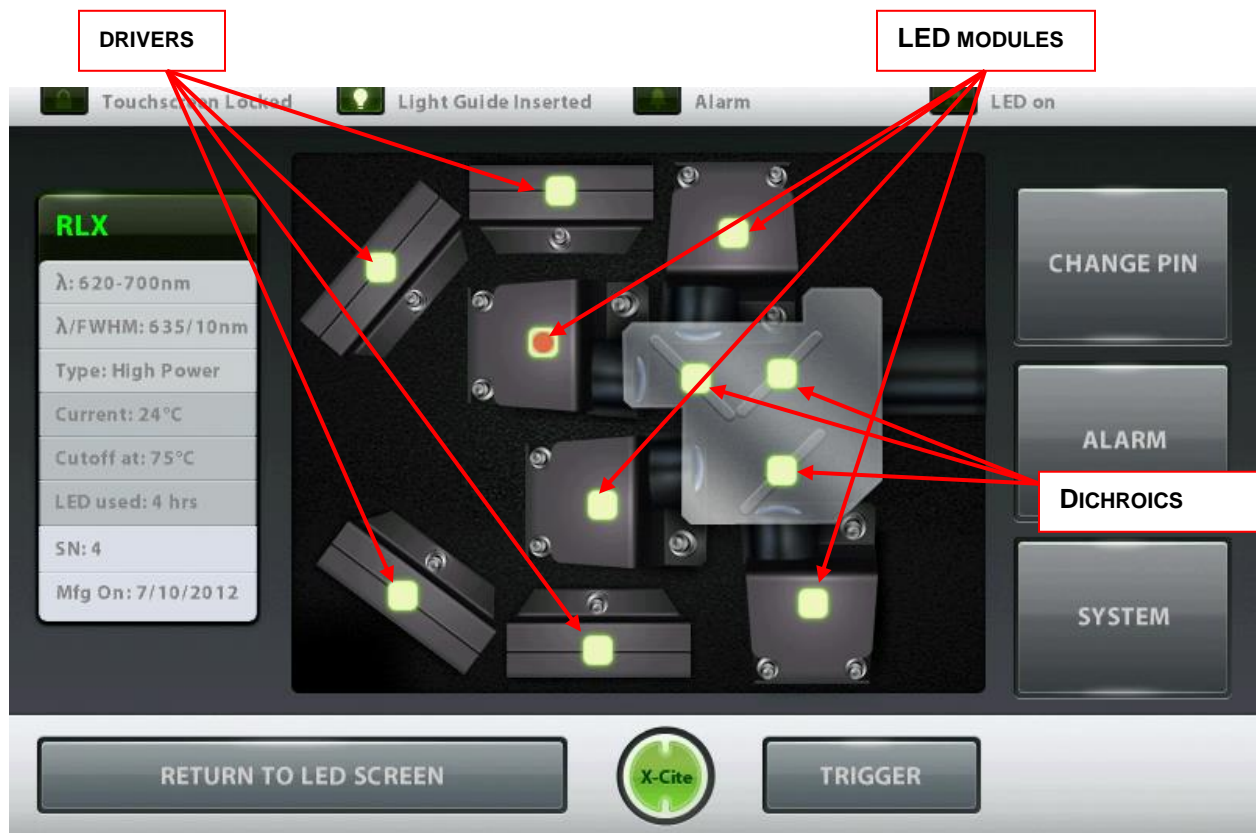 DRIVERS
LED MODULES
Touchscreen Locked
Light Guide Inserted
Alarm
LED on
RLX
λ: 620-700nm
λ/FWHM: 635/10nm
Type: High Power
Current: 24°C
Cutoff at: 75°C
LED used: 4 hrs
SN: 4
Mfg On: 7/10/2012
CHANGE PIN
ALARM
DICHROICS
SYSTEM
RETURN TO LED SCREEN
X-Cite
TRIGGER